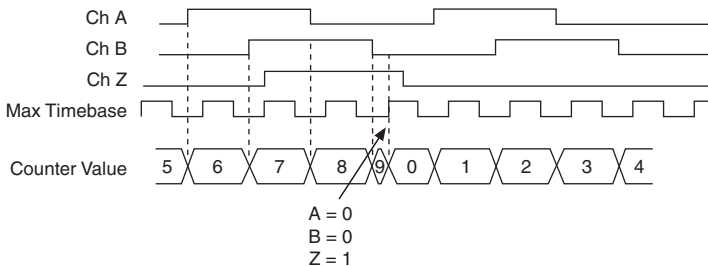 Ch A
Ch B
Ch Z
Max Timebase
Counter Value 5 6 7 8 9 0 1 2 3 4
A = 0
B = 0
Z = 1